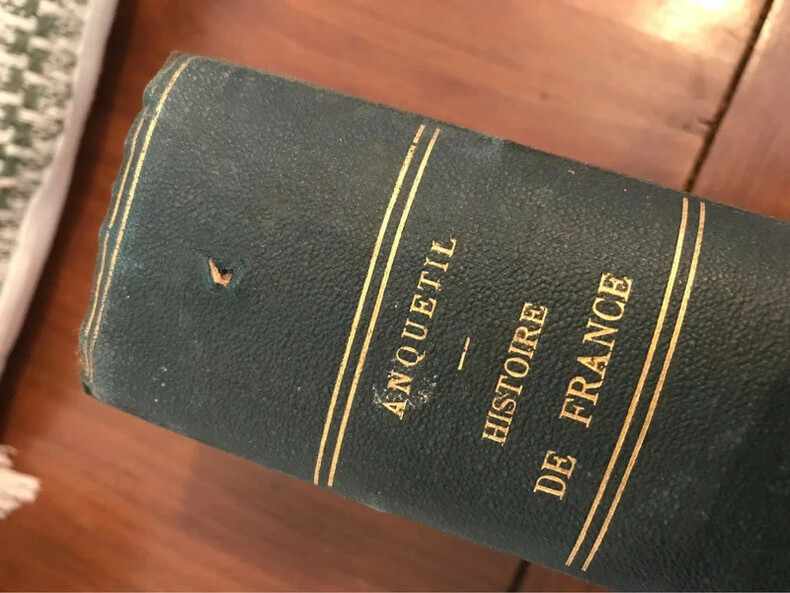 ANQUETIL
—
HISTOIRE
DE FRANCE